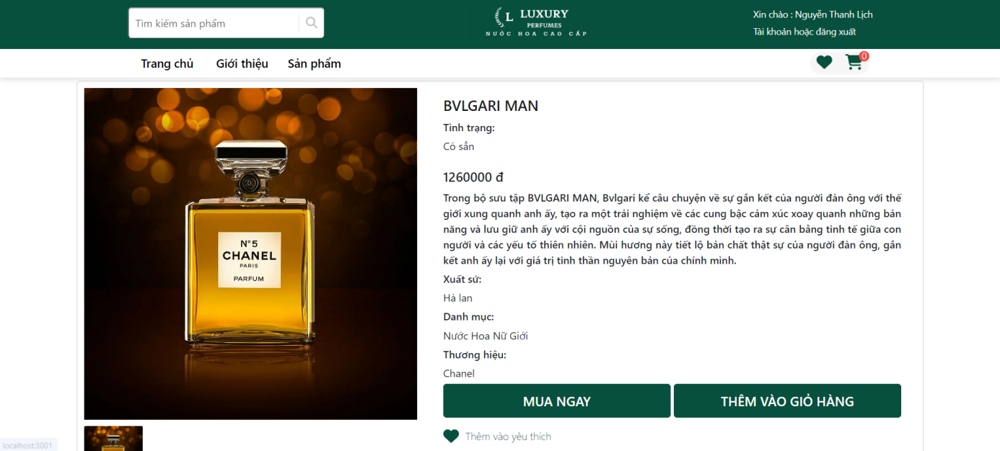 Tìm kiếm sản phẩm
L LUXURY
PERFUMES
NƯỚC HOA CAO CẤP
Xin chào : Nguyễn Thanh Lịch
Tài khoản hoặc đăng xuất
Trang chủ Giới thiệu Sản phẩm
0
N°5
CHANEL
PARIS
PARFUM
BVLGARI MAN
Tình trạng:
Có sẳn
1260000 đ
Trong bộ sưu tập BVLGARI MAN, Bvlgari kể câu chuyện về sự gắn kết của người đàn ông với thế
giới xung quanh anh ấy, tạo ra một trải nghiệm về các cung bậc cảm xúc xoay quanh những bản
năng và lưu giữ anh ấy với cội nguồn của sự sống, đồng thời tạo ra sự cân bằng tinh tế giữa con
người và các yếu tố thiên nhiên. Mùi hương này tiết lộ bản chất thật sự của người đàn ông, gắn
kết anh ấy lại với giá trị tinh thần nguyên bản của chính mình.
Xuất sứ:
Hà lan
Danh mục:
Nước Hoa Nữ Giới
Thương hiệu:
Chanel
MUA NGAY THÊM VÀO GIỎ HÀNG
Thêm vào yêu thích
localhost:3001